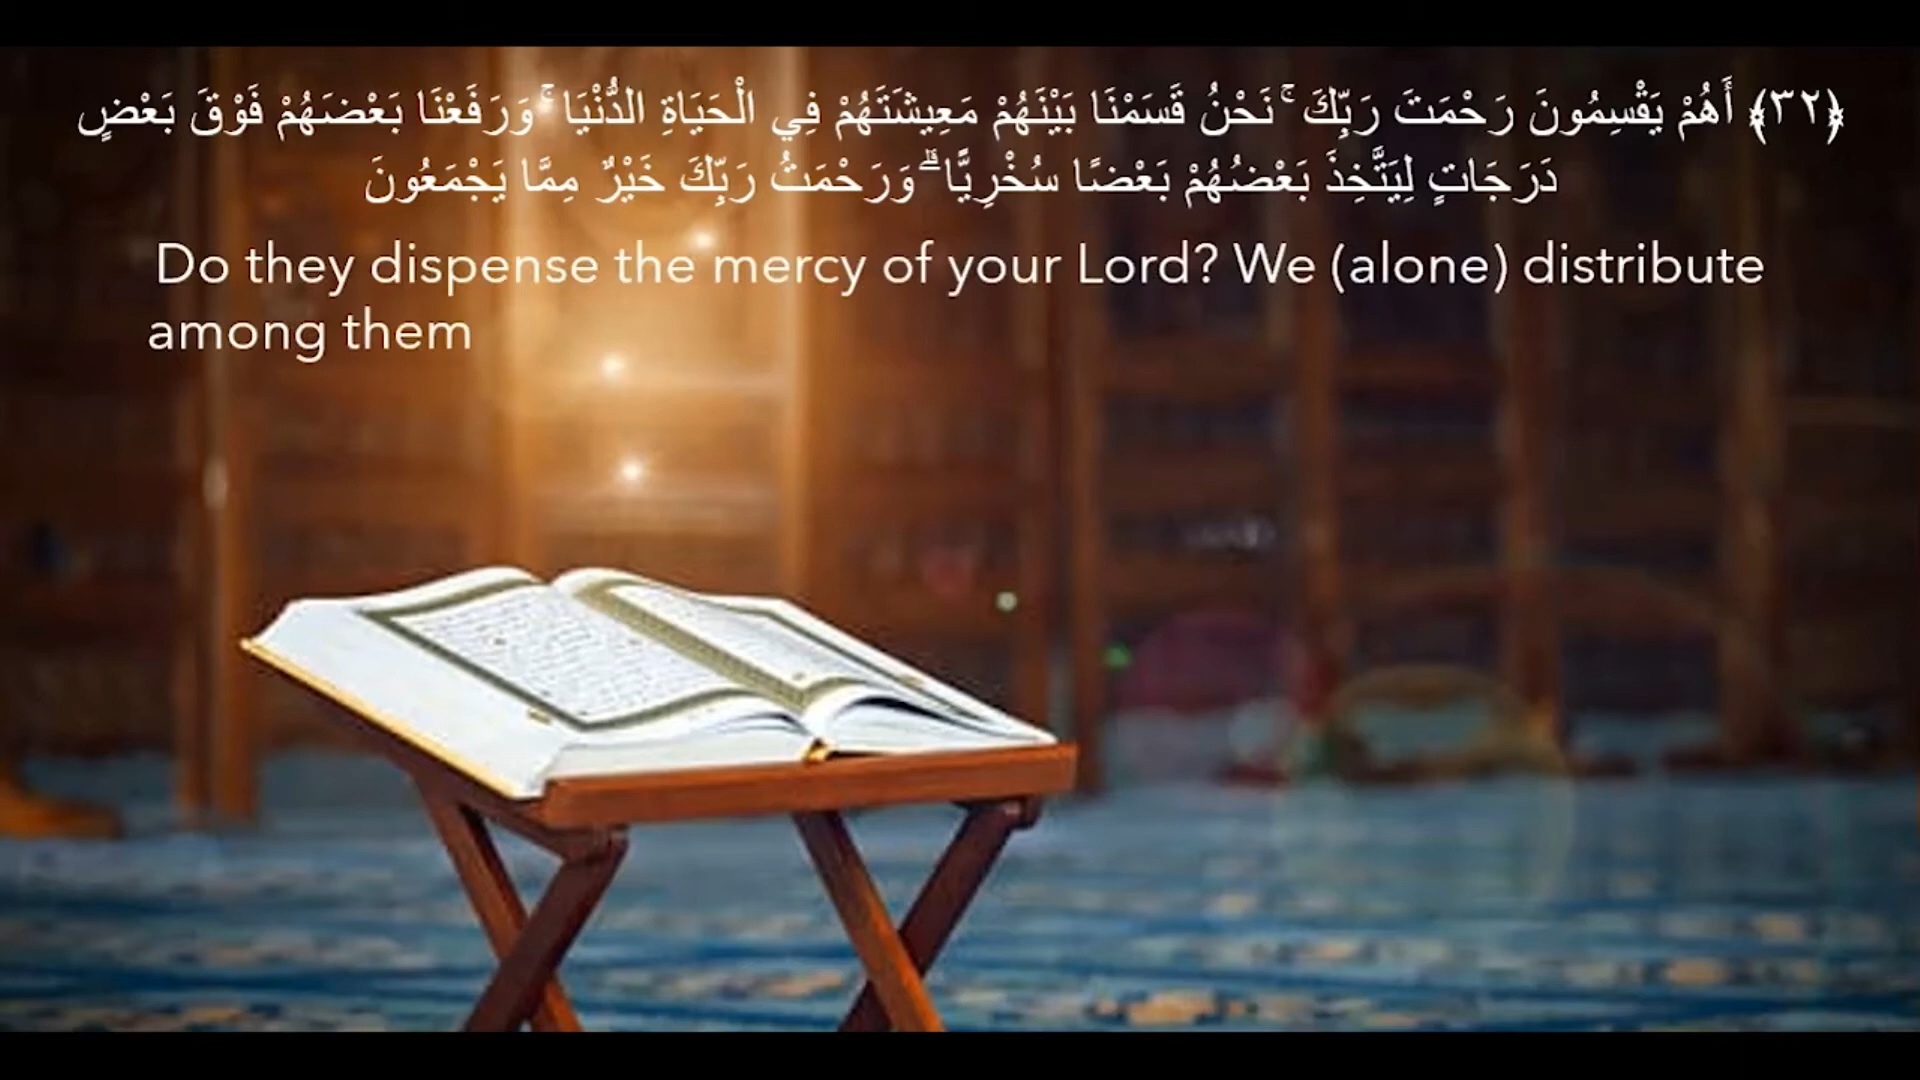 ﴿٣٢﴾ أَهُمْ يَقْسِمُونَ رَحْمَتَ رَبِّكَ ۚ نَحْنُ قَسَمْنَا بَيْنَهُمْ مَعِيشَتَهُمْ فِي الْحَيَاةِ الدُّنْيَا ۚ وَرَفَعْنَا بَعْضَهُمْ فَوْقَ بَعْضٍ
دَرَجَاتٍ لِيَتَّخِذَ بَعْضُهُمْ بَعْضًا سُخْرِيًّا ۗ وَرَحْمَتُ رَبِّكَ خَيْرٌ مِمَّا يَجْمَعُونَ
Do they dispense the mercy of your Lord? We (alone) distribute
among them